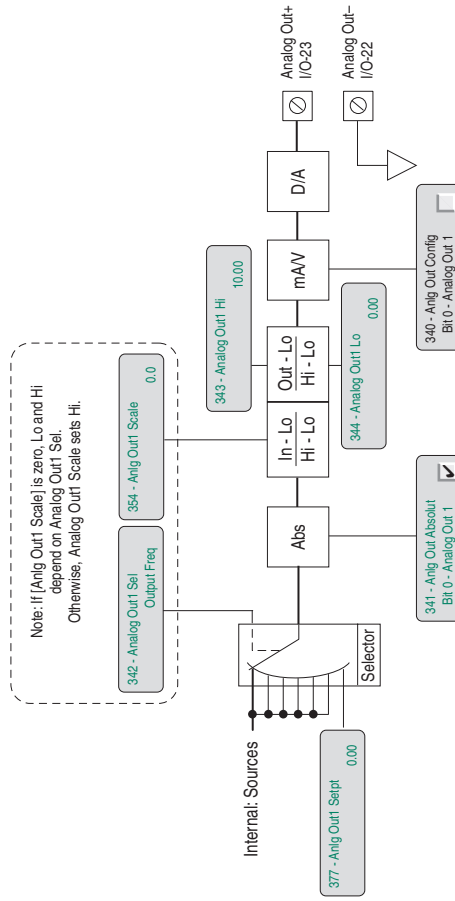 Note: If [Anlg Out1 Scale] is zero, Lo and Hi
depend on Analog Out1 Sel.
Otherwise, Analog Out1 Scale sets Hi.
342 - Analog Out1 Sel
Output Freq
354 - Anlg Out1 Scale
0.0
343 - Analog Out1 Hi
10.00
Internal: Sources
Selector
Abs
In - Lo
Hi - Lo
Out - Lo
Hi - Lo
mA/V
D/A
Analog Out+
I/O-23
Analog Out–
I/O-22
377 - Anlg Out1 Setpt
0.00
341 - Anlg Out Absolut
Bit 0 - Analog Out 1
344 - Analog Out1 Lo
0.00
340 - Anlg Out Config
Bit 0 - Analog Out 1